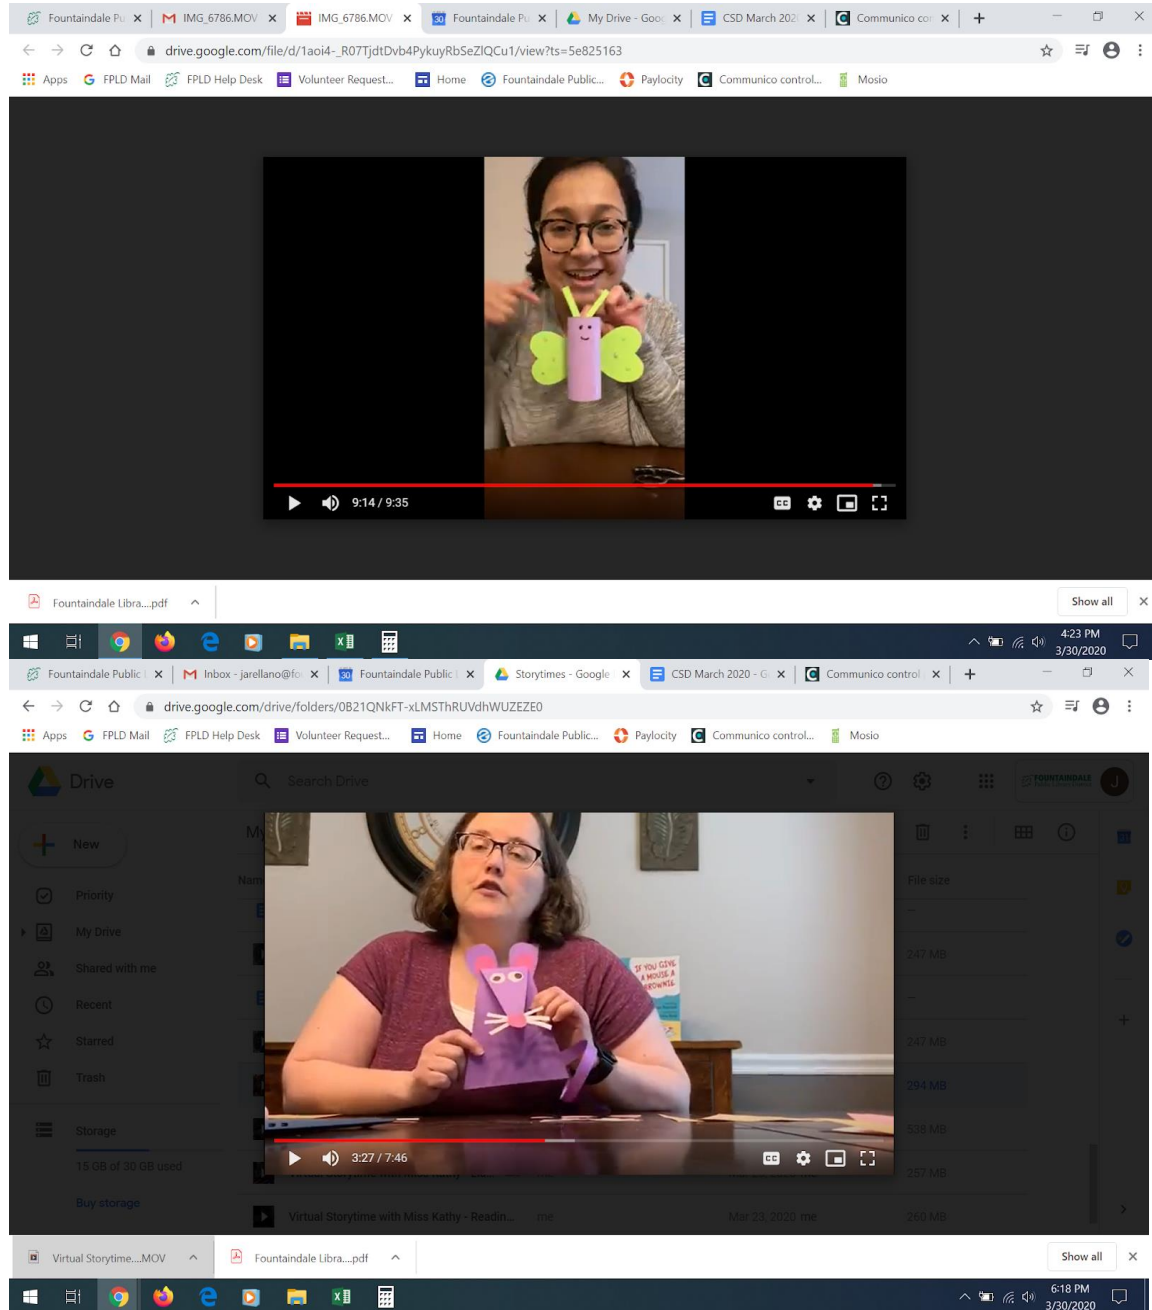 Fountaindale Pu IMG_6786.MOV IMG_6786.MOV Fountaindale Pu My Drive - Goo CSD March 202 Communico con
drive.google.com/file/d/1aoi4-_R07TjdtDvb4PykuyRbSeZlQCu1/view?ts=5e825163
Apps FPLD Mail FPLD Help Desk Volunteer Request... Home Fountaindale Public... Paylocity Communico control... Mosio
9:14 / 9:35
Fountaindale Libra....pdf Show all
4:23 PM
3/30/2020
Fountaindale Public Inbox - jarellano@fo Fountaindale Public Storytimes - Google CSD March 2020 - G Communico control
drive.google.com/drive/folders/0B21QNkFT-xLMSThRUVdhWUZEZE0
Apps FPLD Mail FPLD Help Desk Volunteer Request... Home Fountaindale Public... Paylocity Communico control... Mosio
Drive Search Drive FOUNTAINDALE J
New My
Nam File size
Priority
My Drive 247 MB
Shared with me
IF YOU GIVE
A MOUSE A
BROWNIE
Recent
Starred 247 MB
Trash 294 MB
Storage 538 MB
3:27 / 7:46
15 GB of 30 GB used 257 MB
Buy storage Virtual Storytime with Miss Kathy - Readin... me Mar 23, 2020 me 260 MB
Virtual Storytime....MOV Fountaindale Libra....pdf Show all
6:18 PM
3/30/2020